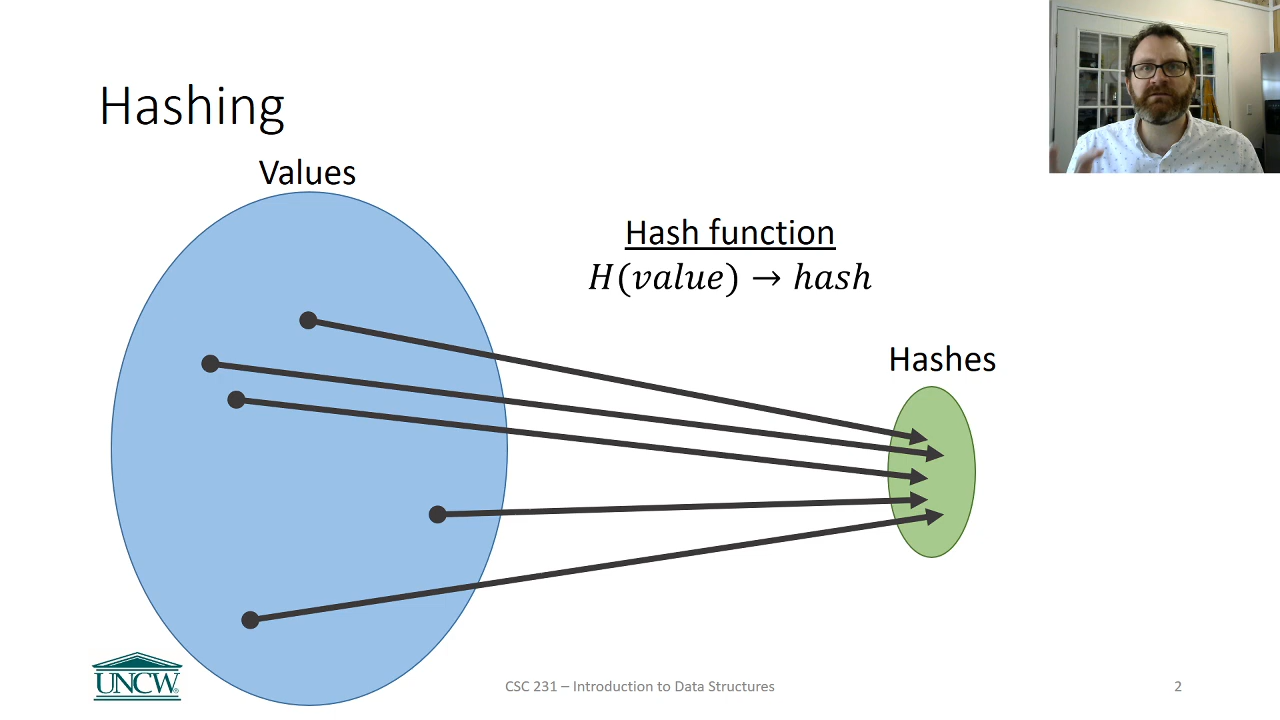 Hashing
Values
Hash function
H(value) → hash
Hashes
UNCW®
CSC 231 – Introduction to Data Structures
2